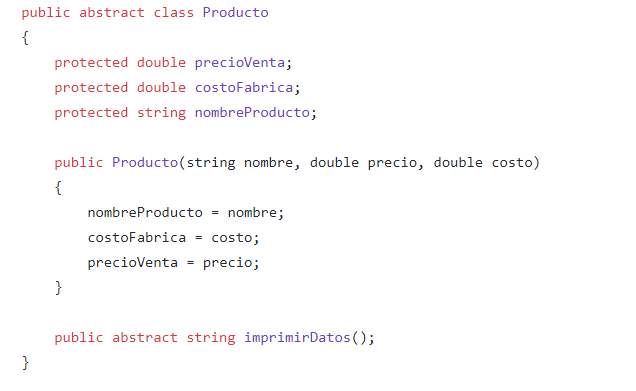 public abstract class Producto
{
    protected double precioVenta;
    protected double costoFabrica;
    protected string nombreProducto;

    public Producto(string nombre, double precio, double costo)
    {
        nombreProducto = nombre;
        costoFabrica = costo;
        precioVenta = precio;
    }

    public abstract string imprimirDatos();
}